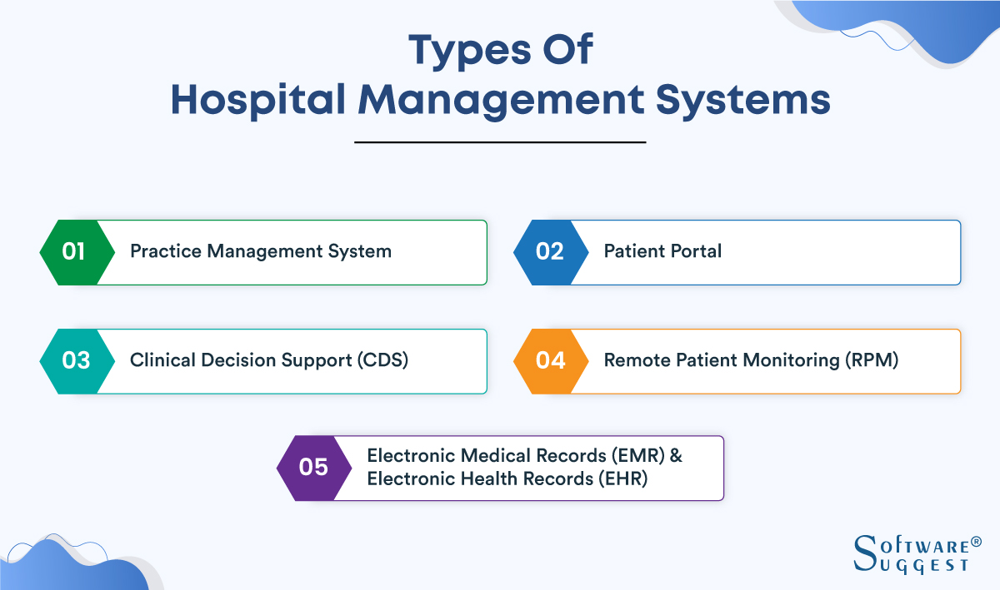 Types Of
Hospital Management Systems
01
Practice Management System
02
Patient Portal
03
Clinical Decision Support (CDS)
04
Remote Patient Monitoring (RPM)
05
Electronic Medical Records (EMR) &
Electronic Health Records (EHR)
SOFTWARE®
SUGGEST